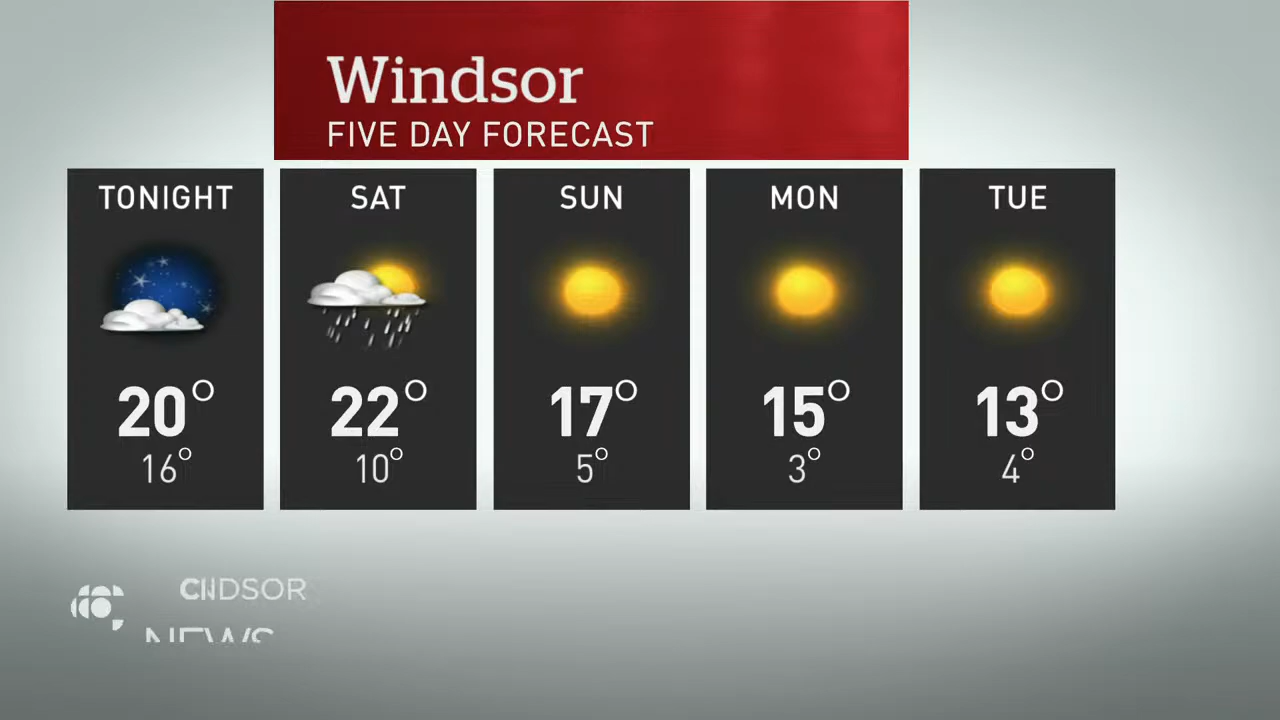 Windsor
FIVE DAY FORECAST
TONIGHT
20°
16°
SAT
22°
10°
SUN
17°
5°
MON
15°
3°
TUE
13°
4°
NEWS